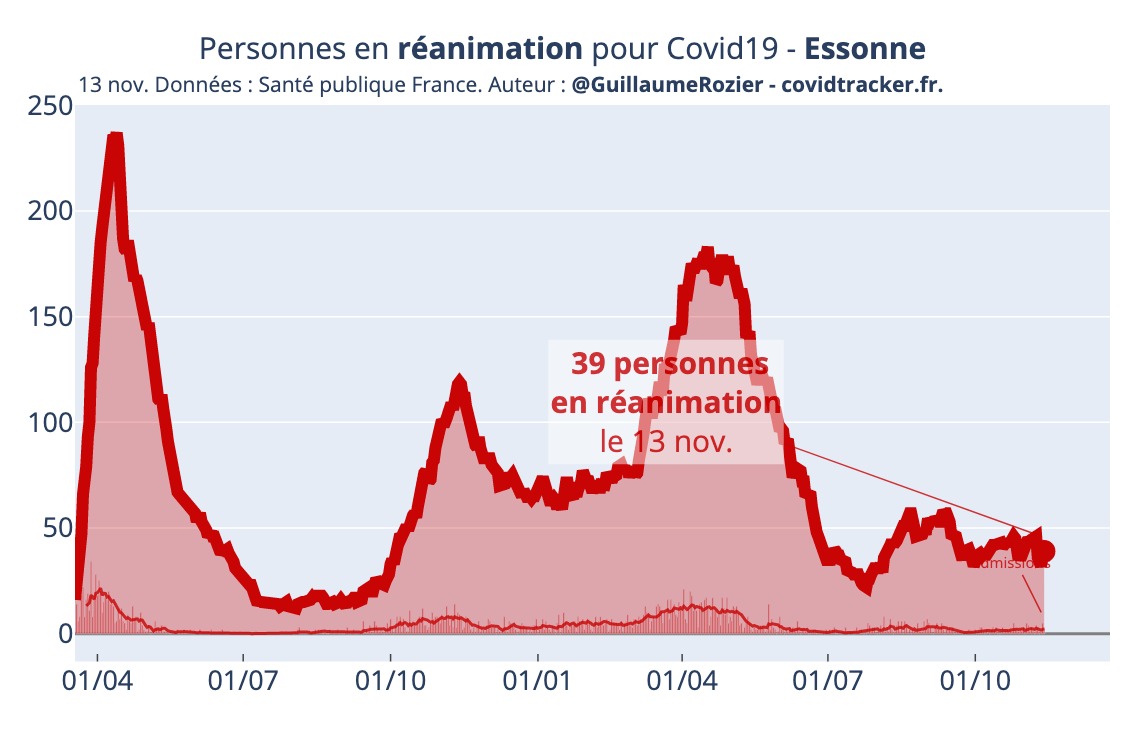 Personnes en réanimation pour Covid19 - Essonne
13 nov. Données : Santé publique France. Auteur : @GuillaumeRozier - covidtracker.fr.
250
200
150
100
50
0
39 personnes
en réanimation
le 13 nov.
01/04
01/07
01/10
01/01
01/04
01/07
01/10